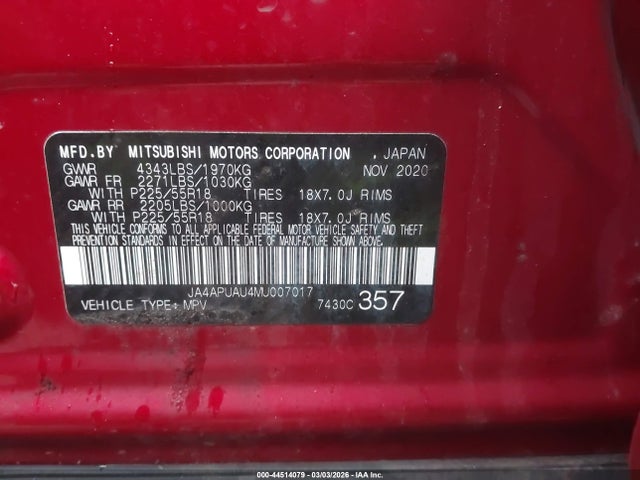 MFD.BY MITSUBISHI MOTORS CORPORATION . JAPAN
GVWR 4343LBS/1970KG NOV 2020
GAWR FR 2271LBS/1030KG
WITH P225/55R18 TIRES 18X7.0J RIMS
GAWR RR 2205LBS/1000KG
WITH P225/55R18 TIRES 18X7.0J RIMS
THIS VEHICLE CONFORMS TO ALL APPLICABLE FEDERAL MOTOR VEHICLE SAFETY AND THEFT
PREVENTION STANDARDS IN EFFECT ON THE DATE OF MANUFACTURE SHOWN ABOVE.
JA4APUAU4MU007017
VEHICLE TYPE: MPV 7430C 357
000-44514079 - 03/03/2026 - IAA Inc.